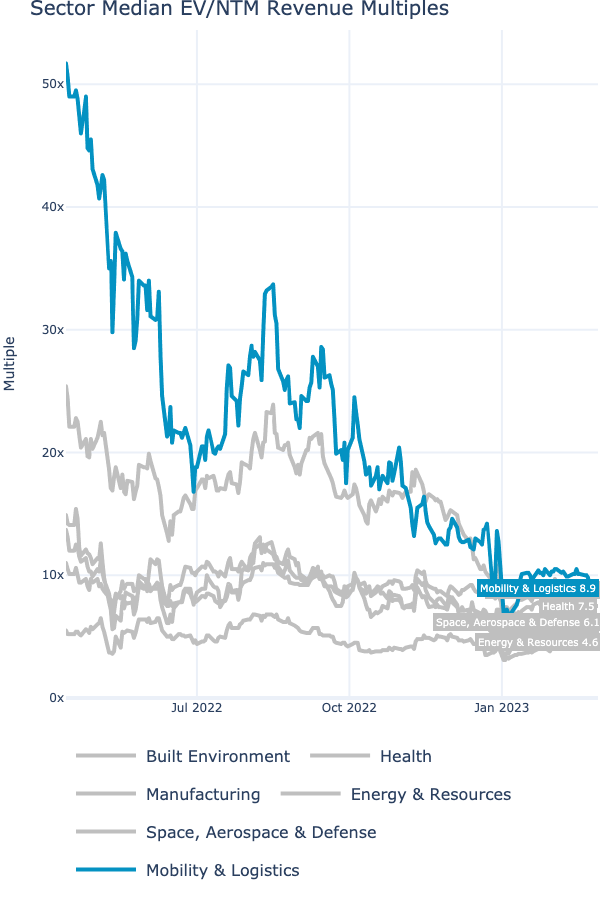 Sector Median EV/NTM Revenue Multiples
50x
40x
30x
Multiple
20x
10x
Mobility & Logistics 8.9
Health 7.5
Space, Aerospace & Defense 6.1
Energy & Resources 4.6
0x
Jul 2022 Oct 2022 Jan 2023
Built Environment Health
Manufacturing Energy & Resources
Space, Aerospace & Defense
Mobility & Logistics